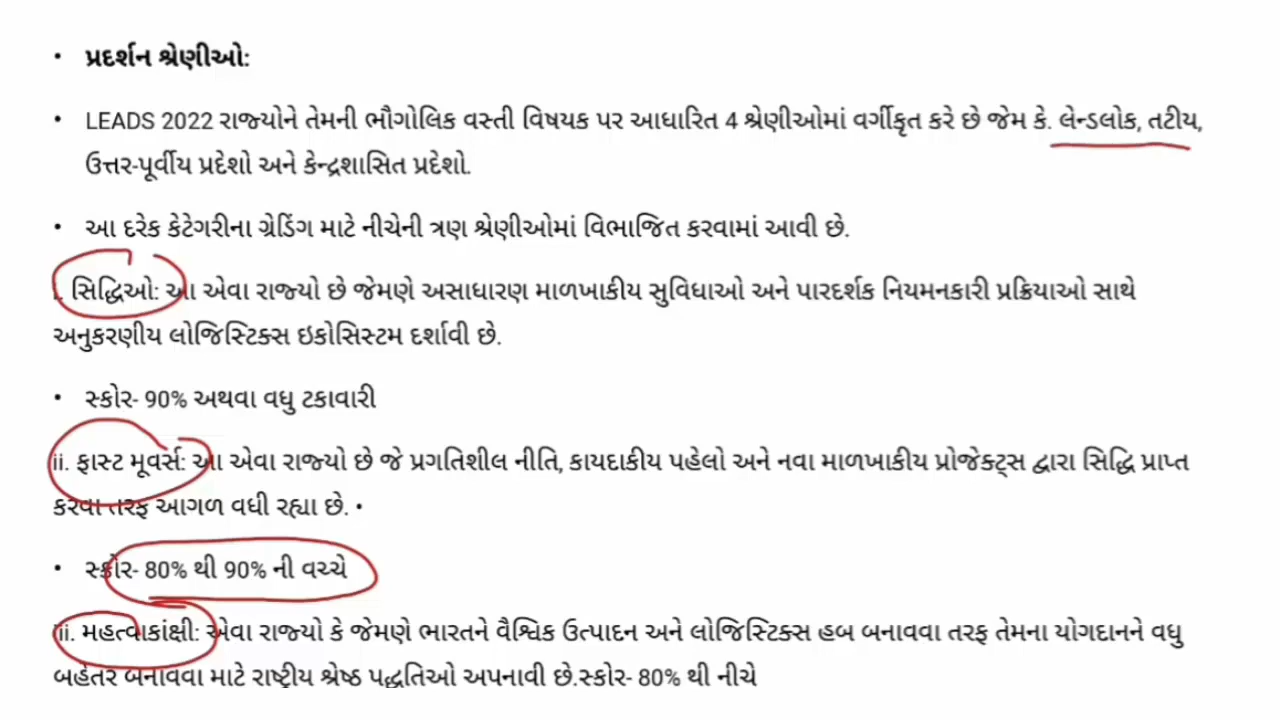 • પ્રદર્શન શ્રેણીઓ:
• LEADS 2022 રાજ્યોને તેમની ભૌગોલિક વસ્તી વિષયક પર આધારિત 4 શ્રેણીઓમાં વર્ગીકૃત કરે છે જેમ કે. લેન્ડલોક, તટીય,
ઉત્તર-પૂર્વીય પ્રદેશો અને કેન્દ્રશાસિત પ્રદેશો.
• આ દરેક કેટેગરીના ગ્રેડિંગ માટે નીચેની ત્રણ શ્રેણીઓમાં વિભાજિત કરવામાં આવી છે.
i. સિદ્ધિઓ: આ એવા રાજ્યો છે જેમણે અસાધારણ માળખાકીય સુવિધાઓ અને પારદર્શક નિયમનકારી પ્રક્રિયાઓ સાથે
અનુકરણીય લોજિસ્ટિક્સ ઇકોસિસ્ટમ દર્શાવી છે.
• સ્કોર- 90% અથવા વધુ ટકાવારી
ii. ફાસ્ટ મૂવર્સ: આ એવા રાજ્યો છે જે પ્રગતિશીલ નીતિ, કાયદાકીય પહેલો અને નવા માળખાકીય પ્રોજેક્ટ્સ દ્વારા સિદ્ધિ પ્રાપ્ત
કરવા તરફ આગળ વધી રહ્યા છે. •
• સ્કોર- 80% થી 90% ની વચ્ચે
iii. મહત્વાકાંક્ષી: એવા રાજ્યો કે જેમણે ભારતને વૈશ્વિક ઉત્પાદન અને લોજિસ્ટિક્સ હબ બનાવવા તરફ તેમના યોગદાનને વધુ
બહેતર બનાવવા માટે રાષ્ટ્રીય શ્રેષ્ઠ પદ્ધતિઓ અપનાવી છે.સ્કોર- 80% થી નીચે